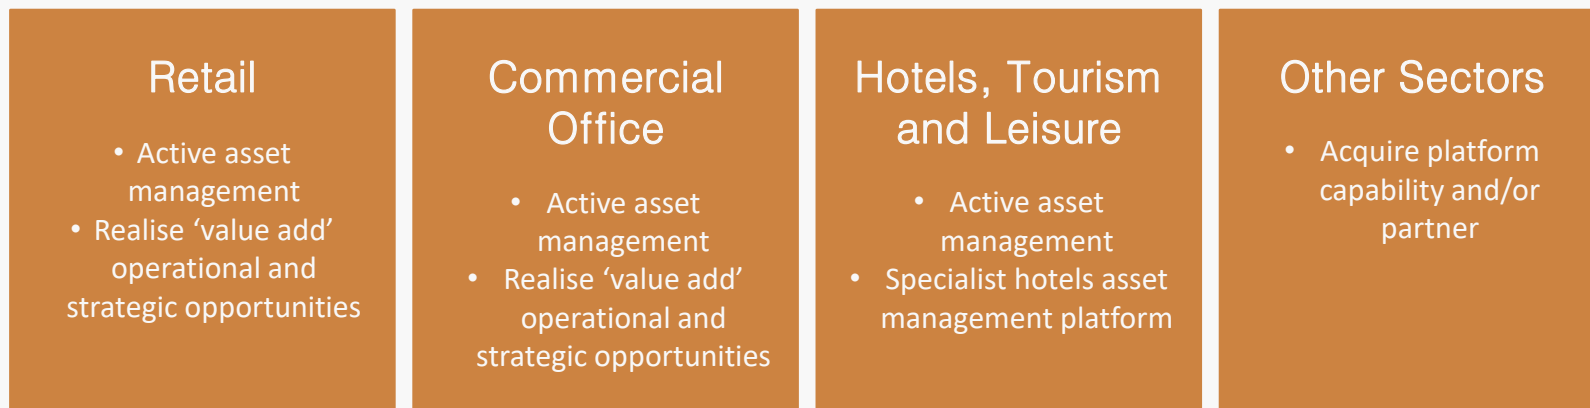 Retail
• Active asset
management
• Realise ‘value add’
operational and
strategic opportunities
Commercial
Office
• Active asset
management
• Realise ‘value add’
operational and
strategic opportunities
Hotels, Tourism
and Leisure
• Active asset
management
• Specialist hotels asset
management platform
Other Sectors
• Acquire platform
capability and/or
partner